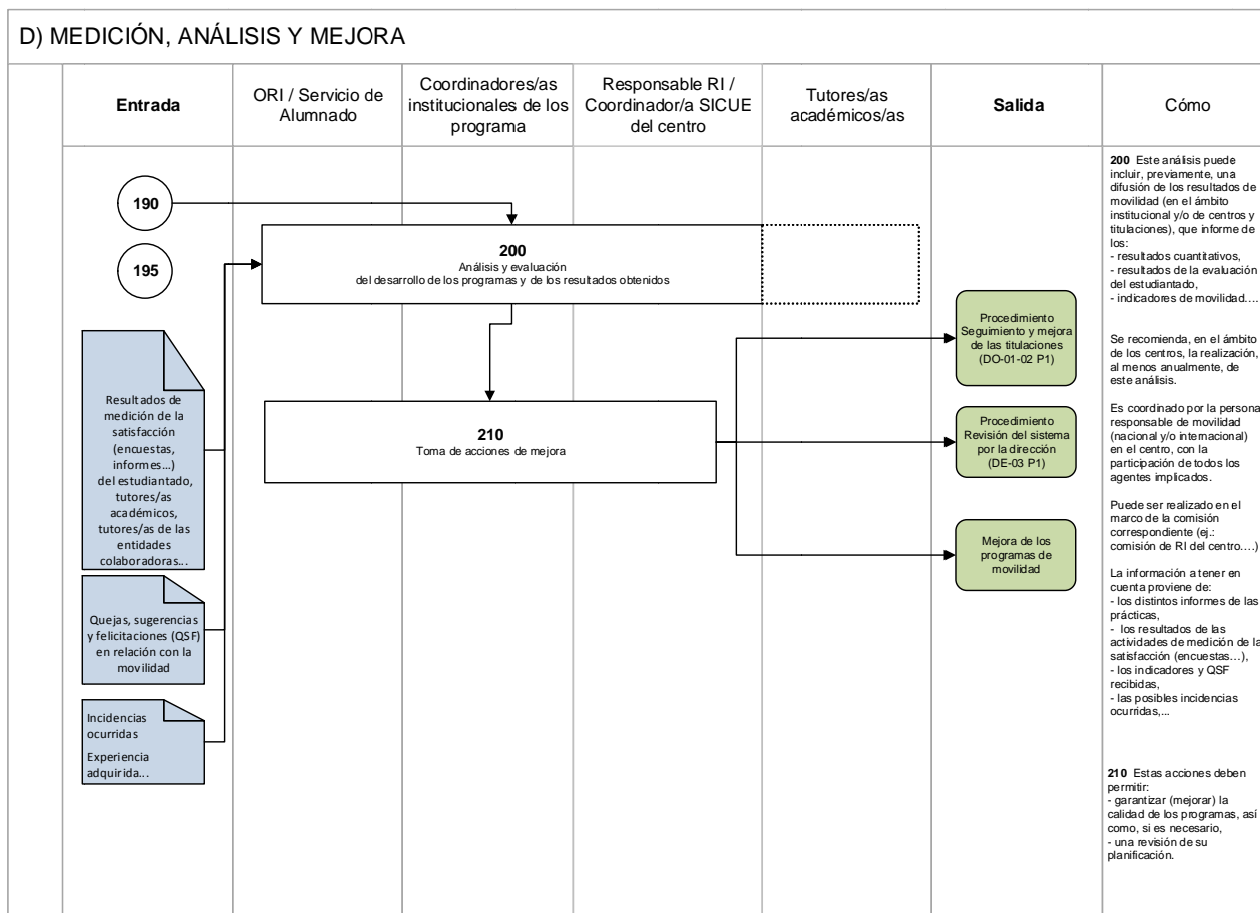 D) MEDICIÓN, ANÁLISIS Y MEJORA
Entrada
ORI / Servicio de
Alumnado
Coordinadores/as
institucionales de los
programa
Responsable RI /
Coordinador/a SICUE
del centro
Tutores/as
académicos/as
Salida
Cómo
190
195
200
Análisis y evaluación
del desarrollo de los programas y de los resultados obtenidos
210
Toma de acciones de mejora
Resultados de
medición de la
satisfacción
(encuestas,
informes...)
del estudiantado,
tutores/as
académicos,
tutores/as de las
entidades
colaboradoras...
Quejas, sugerencias
y felicitaciones (QSF)
en relación con la
movilidad
Incidencias
ocurridas
Experiencia
adquirida...
Procedimiento
Seguimiento y mejora
de las titulaciones
(DO-01-02 P1)
Procedimiento
Revisión del sistema
por la dirección
(DE-03 P1)
Mejora de los
programas de
movilidad
200 Este análisis puede
incluir, previamente, una
difusión de los resultados de
movilidad (en el ámbito
institucional y/o de centros y
titulaciones), que informe de
los:
- resultados cuantitativos,
- resultados de la evaluación
del estudiantado,
- indicadores de movilidad....
Se recomienda, en el ámbito
de los centros, la realización,
al menos anualmente, de
este análisis.
Es coordinado por la persona
responsable de movilidad
(nacional y/o internacional)
en el centro, con la
participación de todos los
agentes implicados.
Puede ser realizado en el
marco de la comisión
correspondiente (ej.:
comisión de RI del centro....)
La información a tener en
cuenta proviene de:
- los distintos informes de las
prácticas,
- los resultados de las
actividades de medición de la
satisfacción (encuestas...),
- los indicadores y QSF
recibidas,
- las posibles incidencias
ocurridas,...
210 Estas acciones deben
permitir:
- garantizar (mejorar) la
calidad de los programas, así
como, si es necesario,
- una revisión de su
planificación.